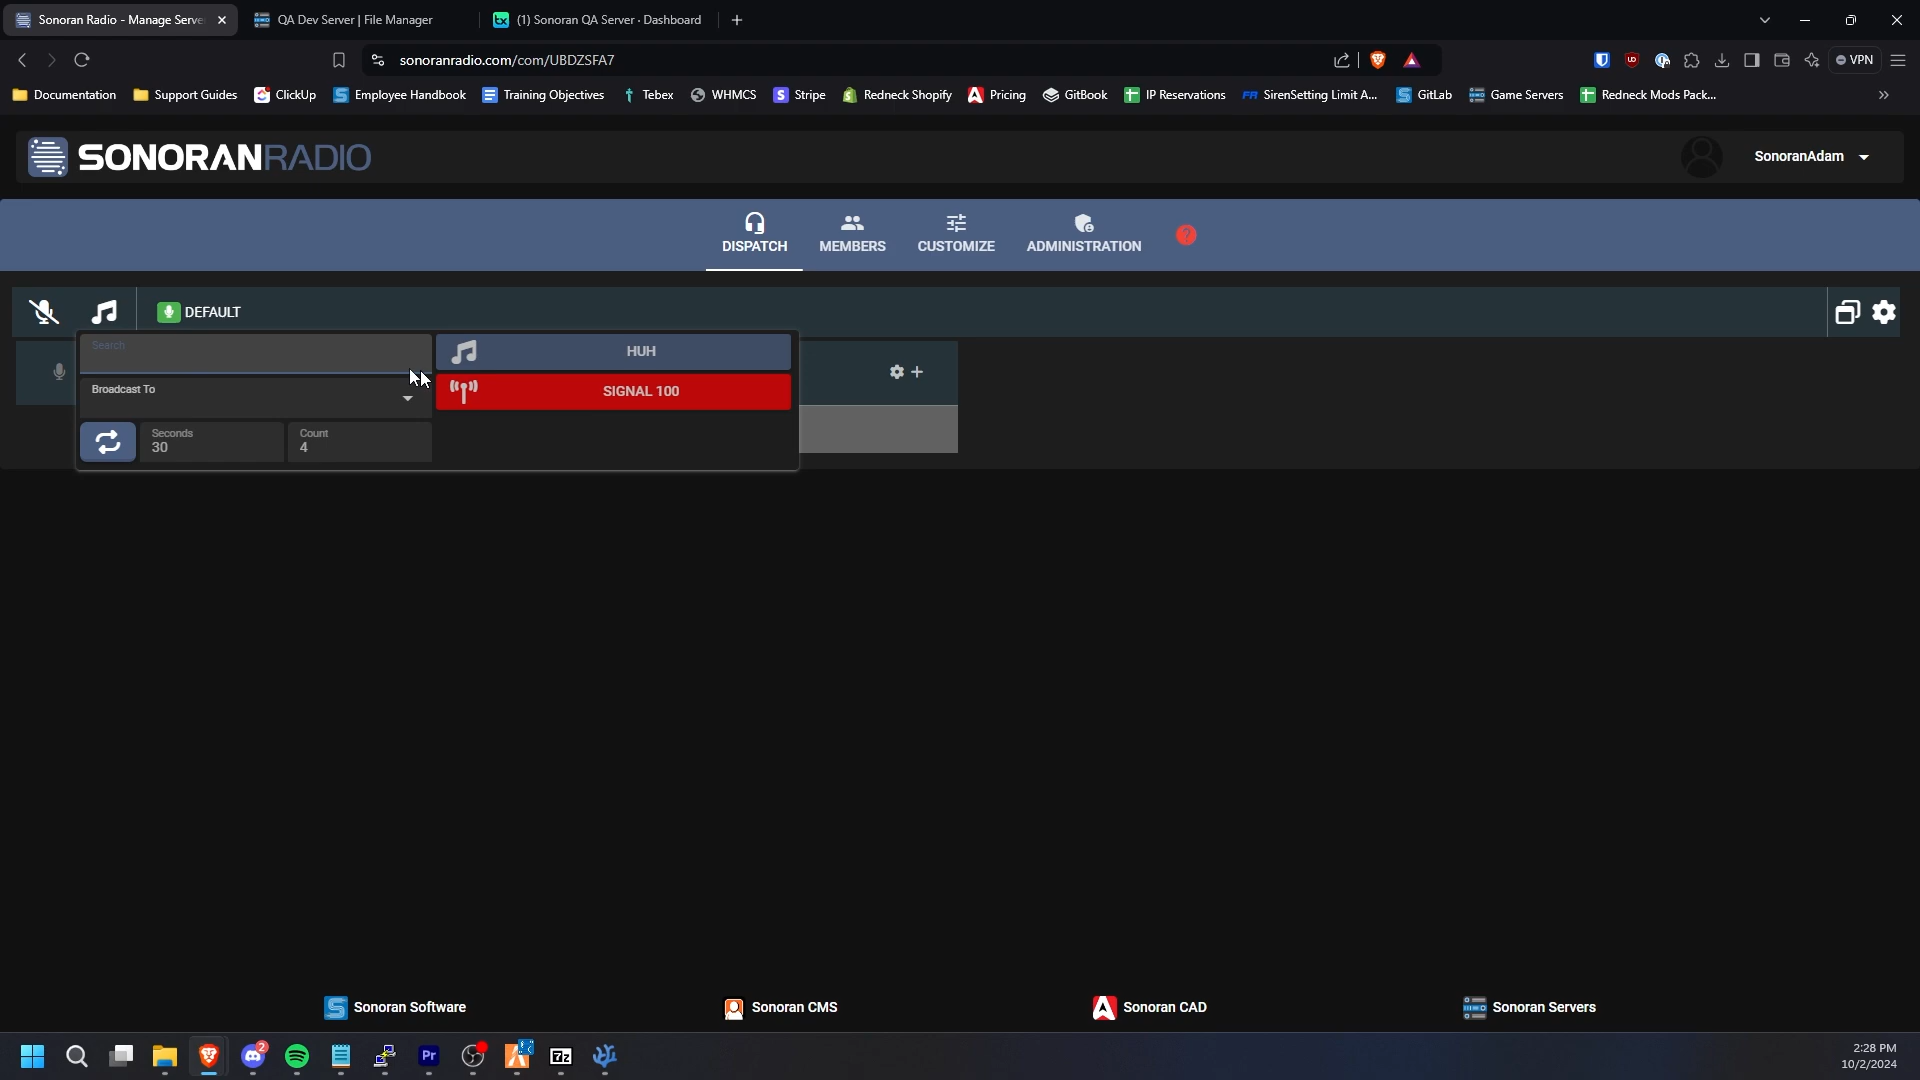 Sonoran Radio - Manage Serve
QA Dev Server | File Manager
(1) Sonoran QA Server · Dashboard
sonoranradio.com/com/UBDZSFA7
VPN
Documentation
Support Guides
ClickUp
Employee Handbook
Training Objectives
Tebex
WHMCS
Stripe
Redneck Shopify
Pricing
GitBook
IP Reservations
SirenSetting Limit A...
GitLab
Game Servers
Redneck Mods Pack...
SONORANRADIO
SonoranAdam
DISPATCH
MEMBERS
CUSTOMIZE
ADMINISTRATION
?
DEFAULT
Search
HUH
Broadcast To
SIGNAL 100
Seconds
30
Count
4
Sonoran Software
Sonoran CMS
Sonoran CAD
Sonoran Servers
2
Pr
7z
2:28 PM
10/2/2024